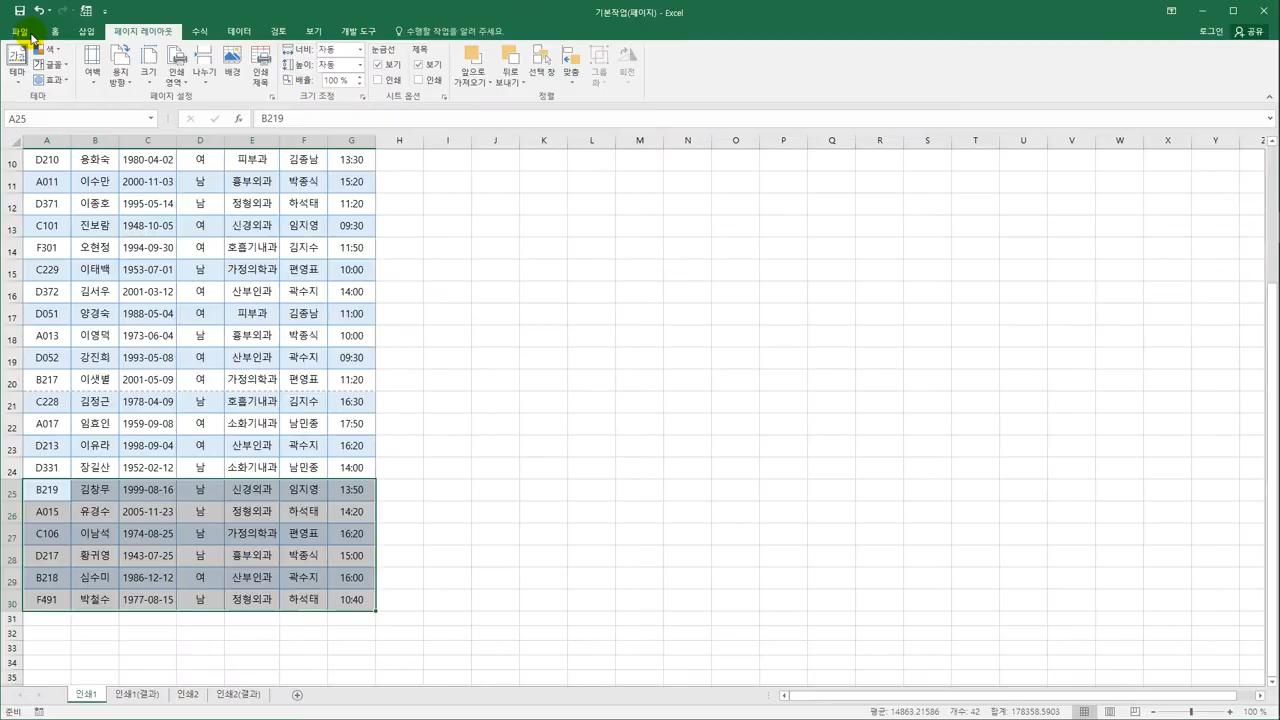 기본작업(페이지) - Excel
파일 홈 삽입 페이지 레이아웃 수식 데이터 검토 보기 개발 도구 수행할 작업을 알려 주세요. 로그인 공유
테마 색 글꼴 효과 여백 용지 방향 크기 인쇄 영역 나누기 배경 인쇄 제목 너비: 자동 높이: 자동 배율: 100 % 눈금선 보기 인쇄 제목 보기 인쇄 앞으로 가져오기 뒤로 보내기 선택 창 맞춤 그룹화 회전
테마 페이지 설정 크기 조정 시트 옵션 정렬
A25 fx B219
A B C D E F G H I J K L M N O P Q R S T U V W X Y Z
10 D210 용화숙 1980-04-02 여 피부과 김종남 13:30
11 A011 이수만 2000-11-03 남 흉부외과 박종식 15:20
12 D371 이종호 1995-05-14 남 정형외과 하석태 11:20
13 C101 진보람 1948-10-05 여 신경외과 임지영 09:30
14 F301 오현정 1994-09-30 여 호흡기내과 김지수 11:50
15 C229 이태백 1953-07-01 남 가정의학과 편영표 10:00
16 D372 김서우 2001-03-12 여 산부인과 곽수지 14:00
17 D051 양경숙 1988-05-04 여 피부과 김종남 11:00
18 A013 이영덕 1973-06-04 남 흉부외과 박종식 10:00
19 D052 강진희 1993-05-08 여 산부인과 곽수지 09:30
20 B217 이샛별 2001-05-09 여 가정의학과 편영표 11:20
21 C228 김정근 1978-04-09 남 호흡기내과 김지수 16:30
22 A017 임효인 1959-09-08 여 소화기내과 남민종 17:50
23 D213 이유라 1998-09-04 여 산부인과 곽수지 16:20
24 D331 장길산 1952-02-12 남 소화기내과 남민종 14:00
25 B219 김창무 1999-08-16 남 신경외과 임지영 13:50
26 A015 유경수 2005-11-23 남 정형외과 하석태 14:20
27 C106 이남석 1974-08-25 남 가정의학과 편영표 16:20
28 D217 황귀영 1943-07-25 남 흉부외과 박종식 15:00
29 B218 심수미 1986-12-12 여 산부인과 곽수지 16:00
30 F491 박철수 1977-08-15 남 정형외과 하석태 10:40
31
32
33
34
35
인쇄1 인쇄1(결과) 인쇄2 인쇄2(결과)
준비 평균: 14863.21586 개수: 42 합계: 178358.5903 100 %